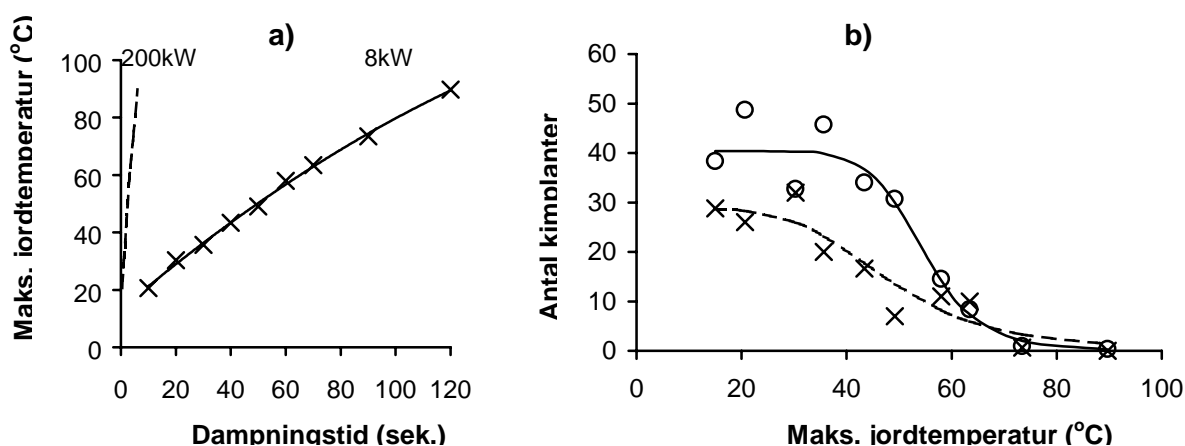 a)
200kW
8kW
Maks. jordtemperatur (°C)
100
80
60
40
20
0
0 20 40 60 80 100 120
Dampningstid (sek.)
b)
Antal kimplanter
60
50
40
30
20
10
0
0 20 40 60 80 100
Maks. jordtemperatur (°C)